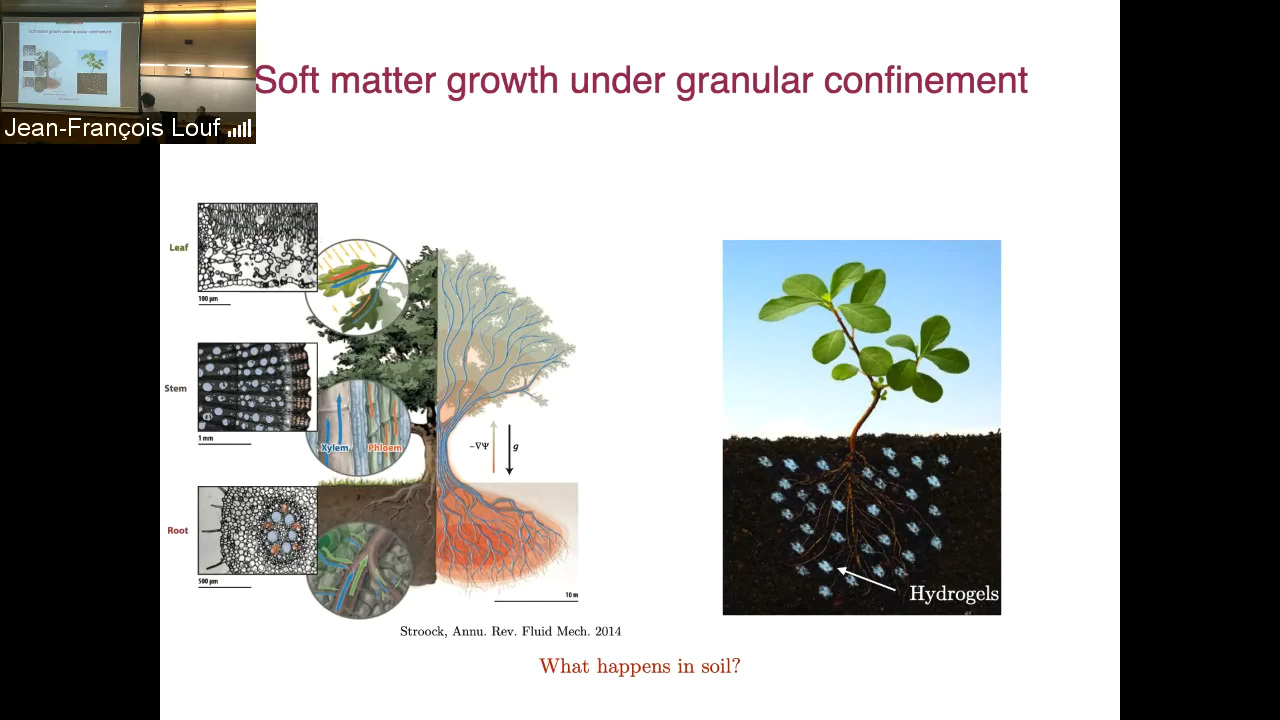 Soft matter growth under granular confinement
Jean-François Louf
Leaf
100 μm
Stem
1 mm
Xylem
Phloem
−∇Ψ
g
Root
500 μm
10 m
Hydrogels
Stroock, Annu. Rev. Fluid Mech. 2014
What happens in soil?